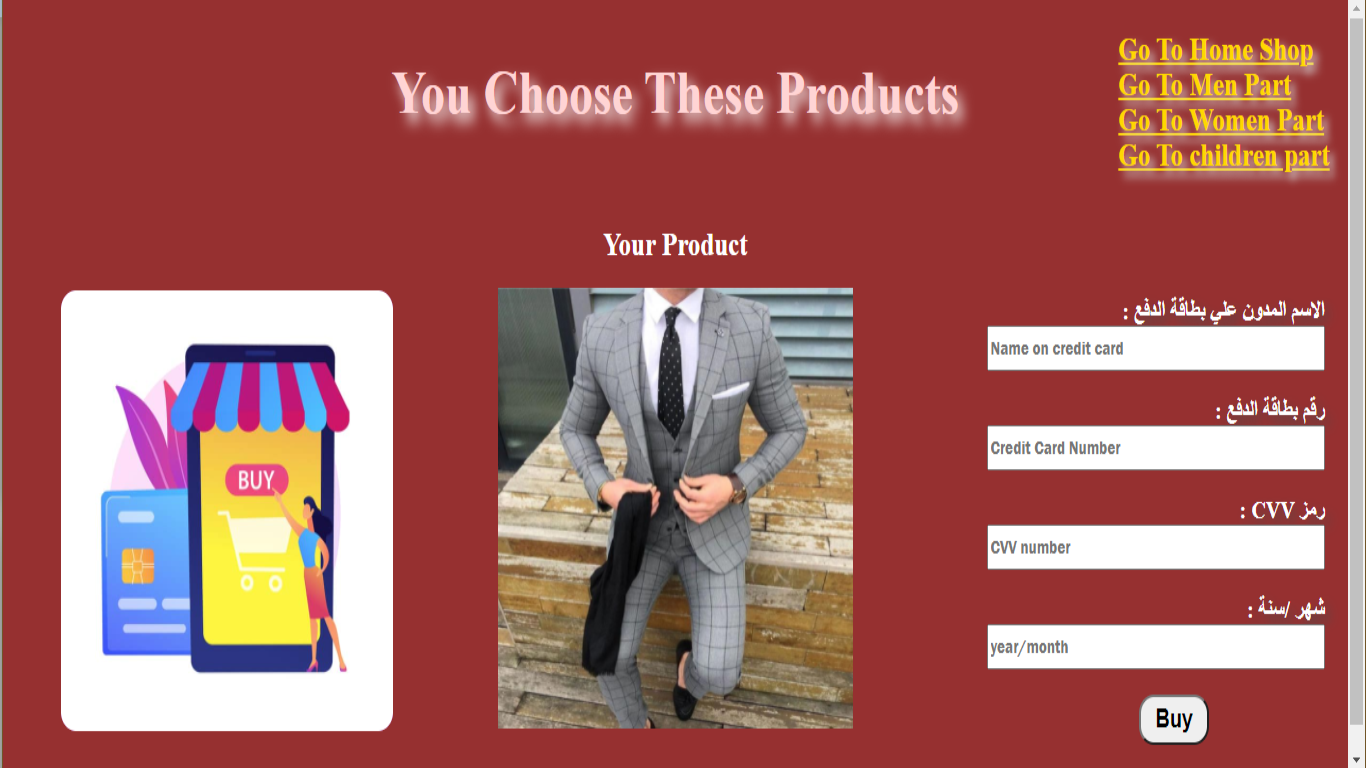 You Choose These Products
Go To Home Shop
Go To Men Part
Go To Women Part
Go To children part
Your Product
BUY
الاسم المدون علي بطاقة الدفع :
Name on credit card
رقم بطاقة الدفع :
Credit Card Number
رمز CVV :
CVV number
شهر /سنة :
year/month
Buy